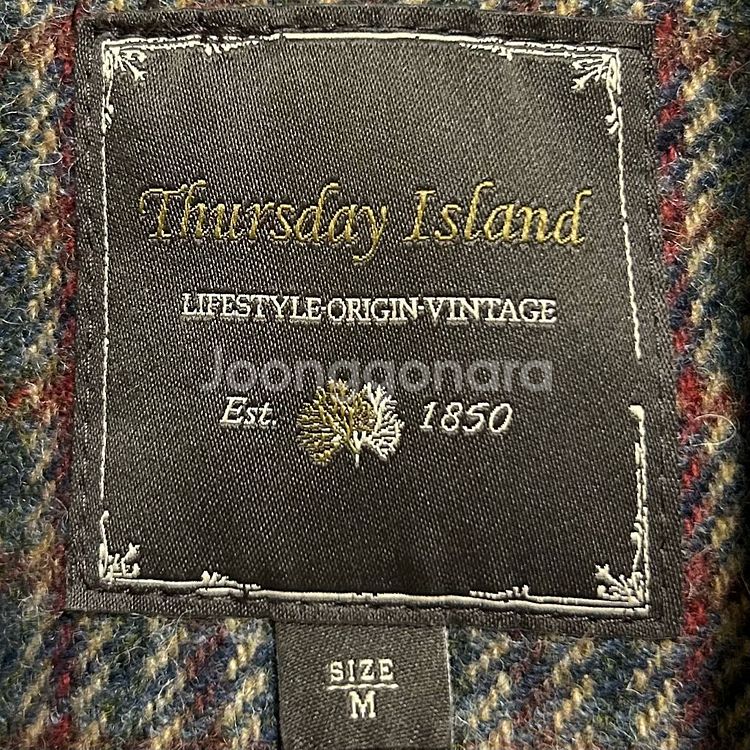 Thursday Island
LIFESTYLE·ORIGIN·VINTAGE
Joonggonara
Est. 1850
SIZE
M